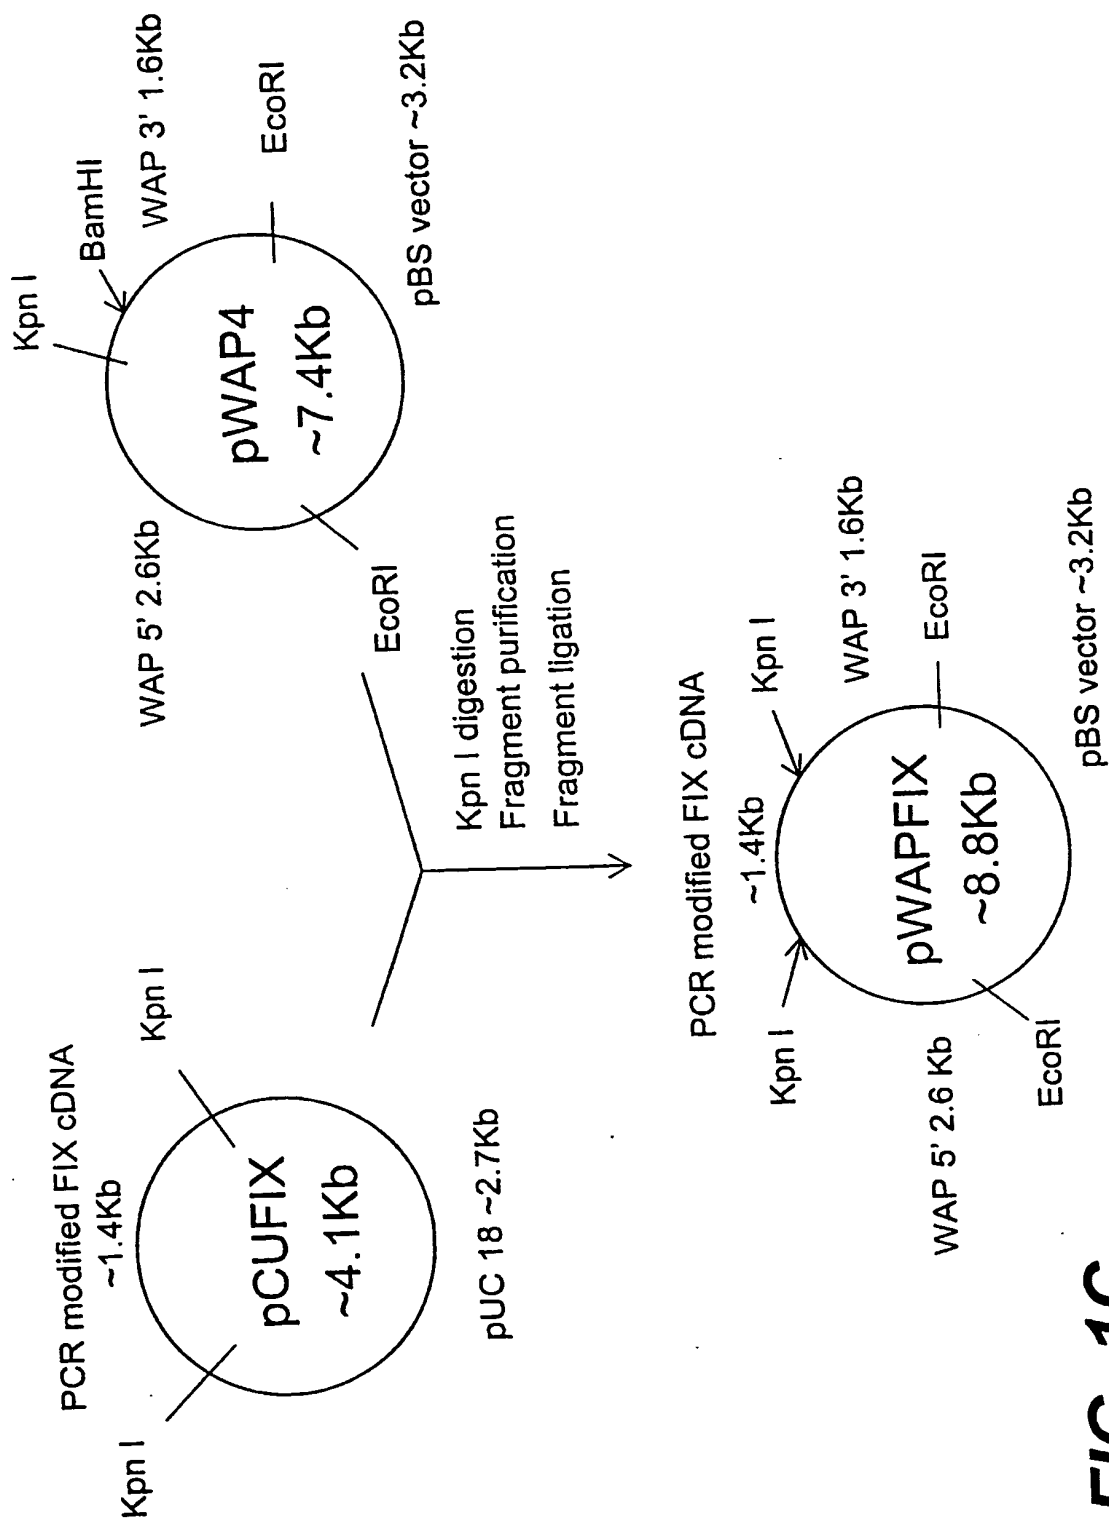 PCR modified FIX cDNA
~1.4Kb
Kpn I
Kpn I
pCUFIX
~4.1Kb
pUC 18 ~2.7Kb
Kpn I
BamHI
WAP 5' 2.6Kb
WAP 3' 1.6Kb
pWAP4
~7.4Kb
EcoRI
EcoRI
pBS vector ~3.2Kb
Kpn I digestion
Fragment purification
Fragment ligation
PCR modified FIX cDNA
~1.4Kb
Kpn I
Kpn I
WAP 5' 2.6 Kb
WAP 3' 1.6Kb
pWAPFIX
~8.8Kb
EcoRI
EcoRI
pBS vector ~3.2Kb
FIG. 1C